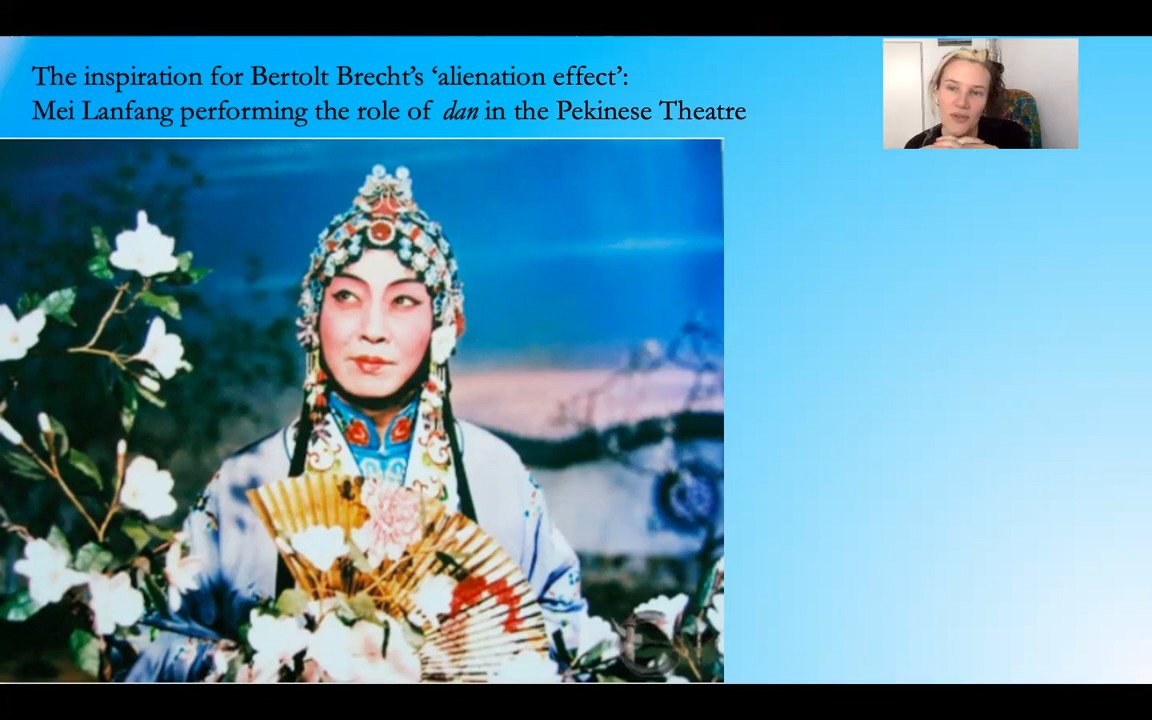 The inspiration for Bertolt Brecht’s ‘alienation effect’:
Mei Lanfang performing the role of dan in the Pekinese Theatre